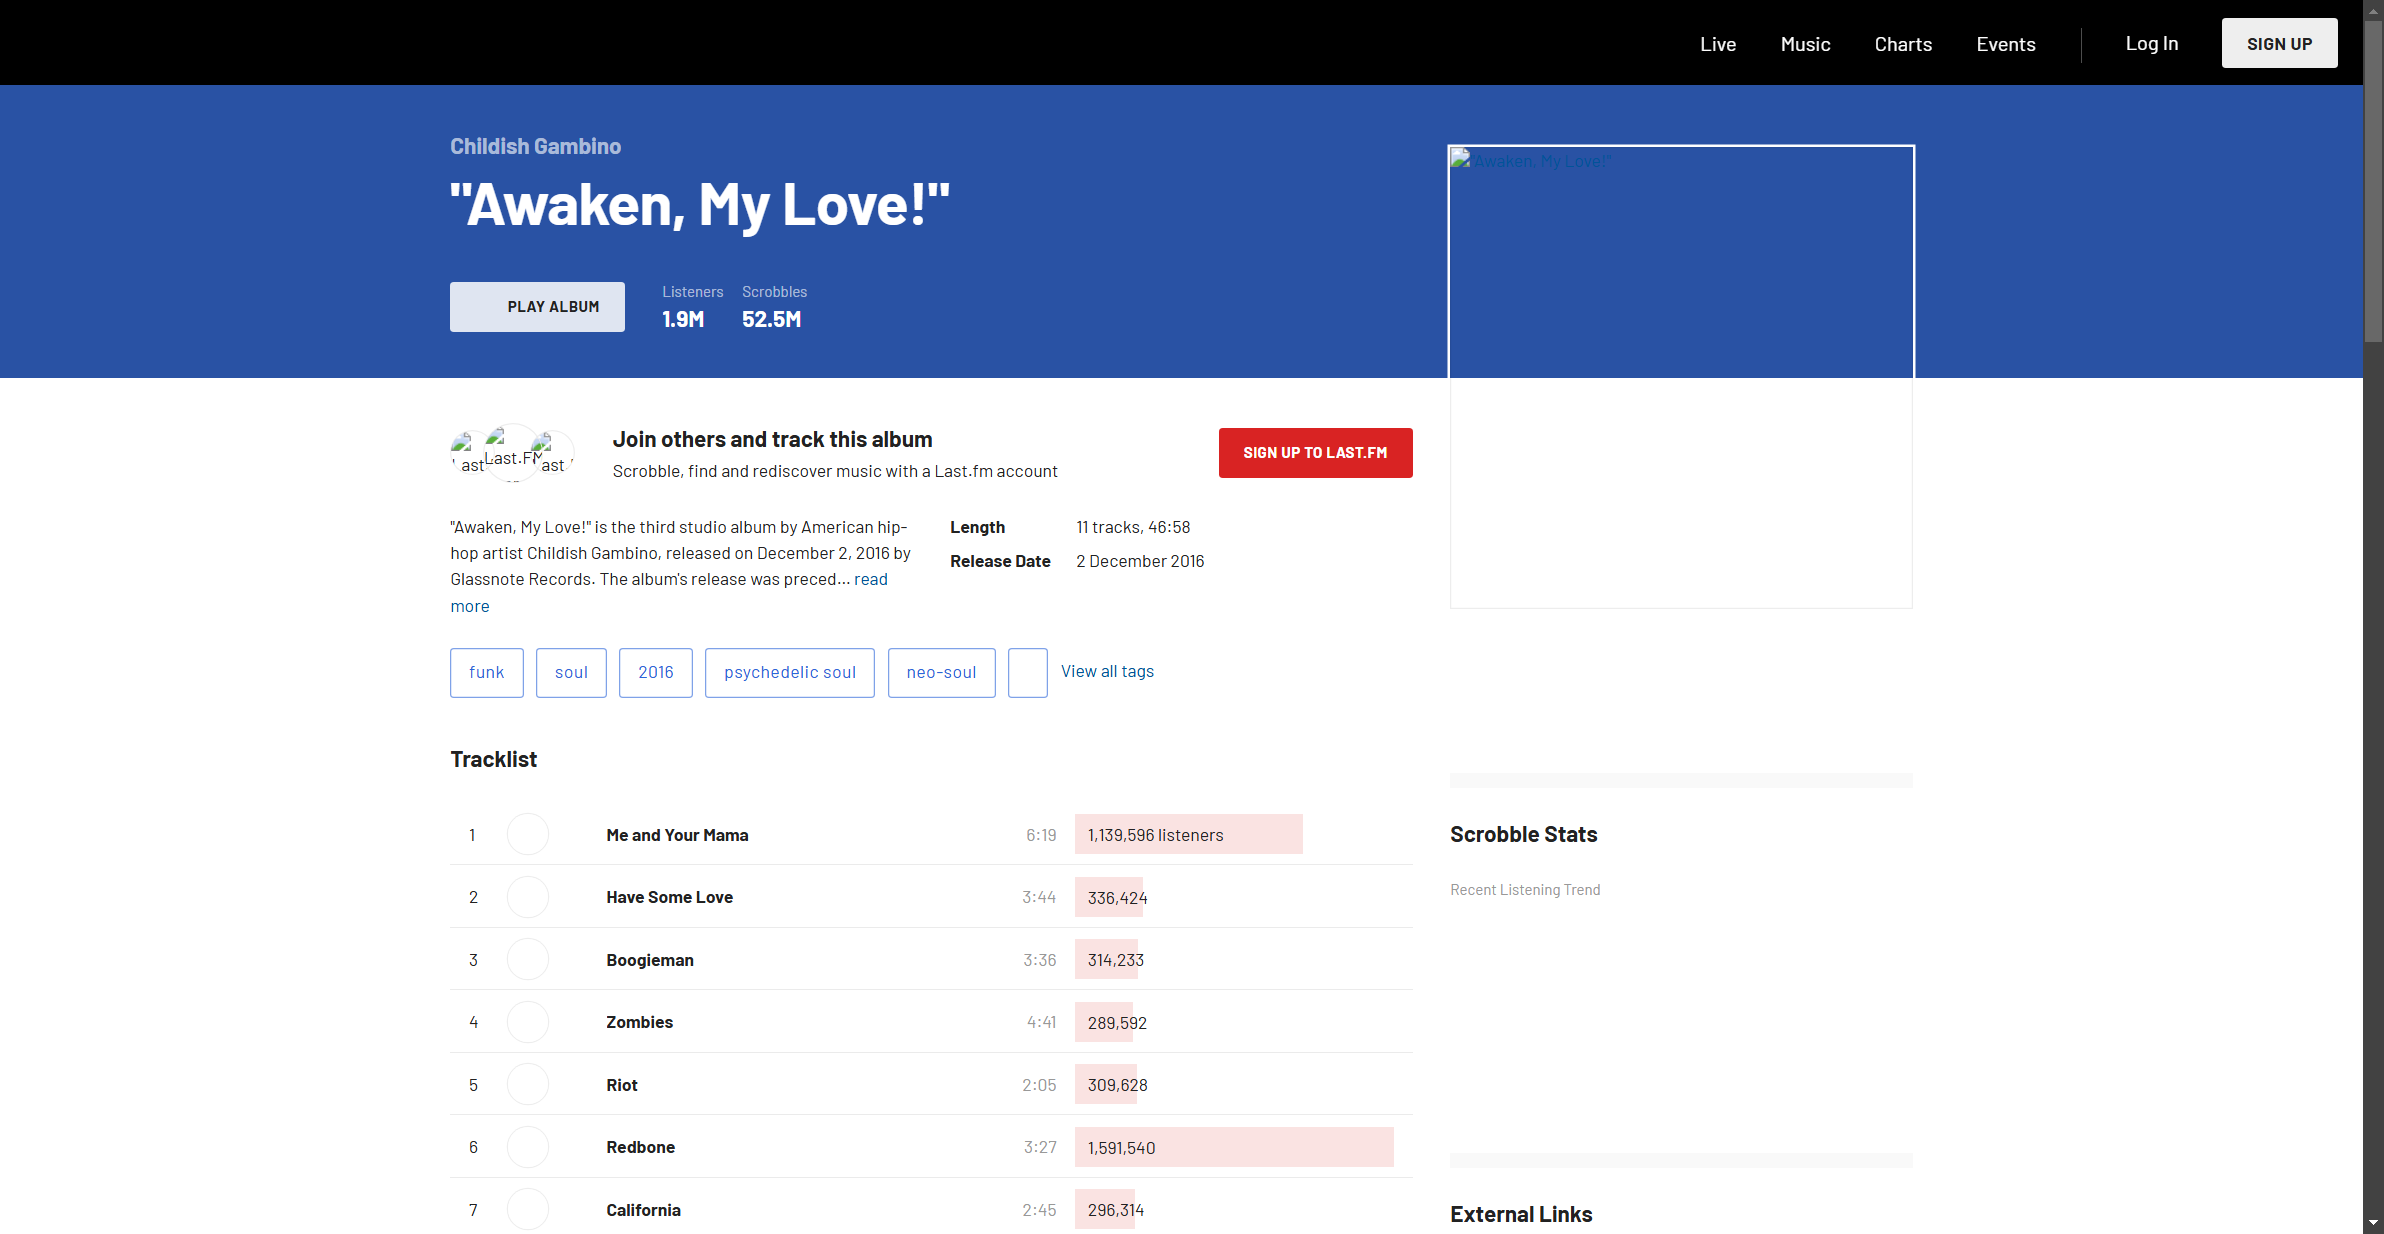 Live Music Charts Events Log In SIGN UP
Childish Gambino
"Awaken, My Love!"
"Awaken, My Love!"
PLAY ALBUM
Listeners Scrobbles
1.9M 52.5M
Last.FM
Join others and track this album
Scrobble, find and rediscover music with a Last.fm account
SIGN UP TO LAST.FM
"Awaken, My Love!" is the third studio album by American hip-
hop artist Childish Gambino, released on December 2, 2016 by
Glassnote Records. The album's release was preced… read
more
Length 11 tracks, 46:58
Release Date 2 December 2016
funk soul 2016 psychedelic soul neo-soul View all tags
Tracklist
1 Me and Your Mama 6:19 1,139,596 listeners
2 Have Some Love 3:44 336,424
3 Boogieman 3:36 314,233
4 Zombies 4:41 289,592
5 Riot 2:05 309,628
6 Redbone 3:27 1,591,540
7 California 2:45 296,314
Scrobble Stats
Recent Listening Trend
External Links